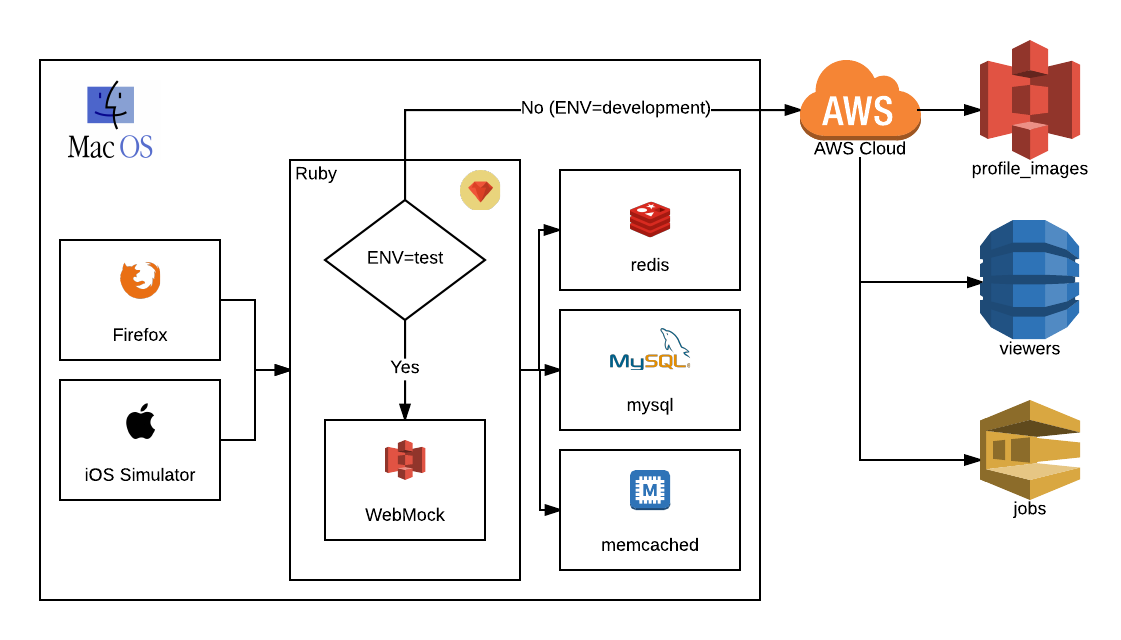 Mac OS
No (ENV=development)
AWS
AWS Cloud
profile_images
Ruby
ENV=test
Yes
WebMock
Firefox
iOS Simulator
redis
MySQL
mysql
M
memcached
viewers
jobs